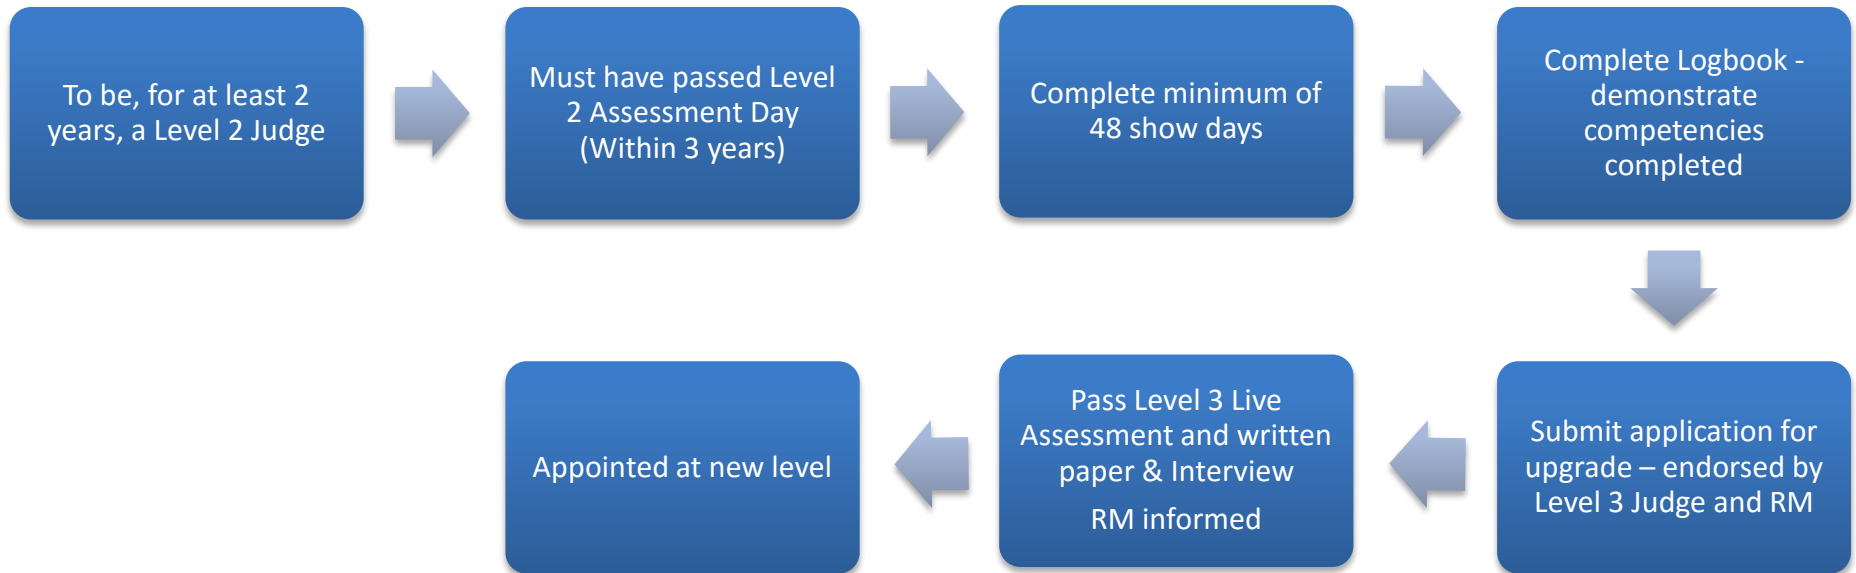 To be, for at least 2
years, a Level 2 Judge
Must have passed Level
2 Assessment Day
(Within 3 years)
Complete minimum of
48 show days
Complete Logbook -
demonstrate
competencies
completed
Submit application for
upgrade – endorsed by
Level 3 Judge and RM
Pass Level 3 Live
Assessment and written
paper & Interview
RM informed
Appointed at new level